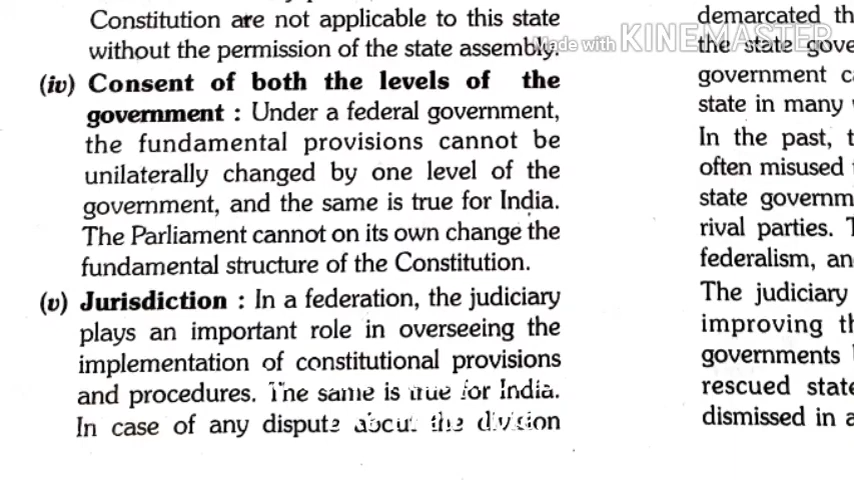 Constitution are not applicable to this state
without the permission of the state assembly.
(iv) Consent of both the levels of the
government : Under a federal government,
the fundamental provisions cannot be
unilaterally changed by one level of the
government, and the same is true for India.
The Parliament cannot on its own change the
fundamental structure of the Constitution.
(v) Jurisdiction : In a federation, the judiciary
plays an important role in overseeing the
implementation of constitutional provisions
and procedures. The same is true for India.
In case of any dispute about the division
demarcated th
the state gove
government ca
state in many
In the past, t
often misused
state governm
rival parties. T
federalism, an
The judiciary
improving th
governments
rescued state
dismissed in a
Made with KINEMASTER